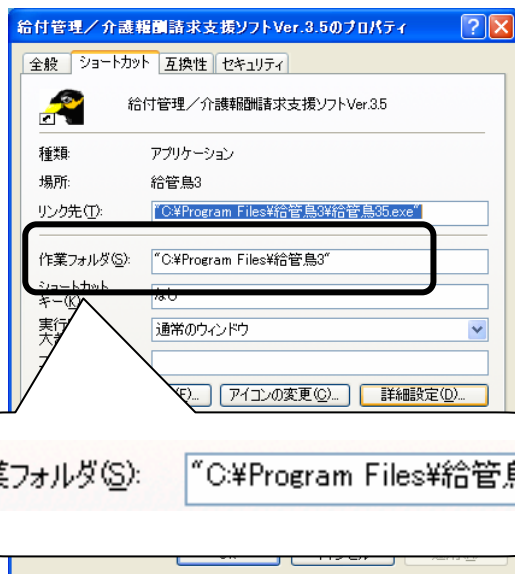 給付管理／介護報酬請求支援ソフトVer.3.5のプロパティ
全般 ショートカット 互換性 セキュリティ
給付管理／介護報酬請求支援ソフトVer.3.5
種類: アプリケーション
場所: 給管鳥3
リンク先(T): "C:¥Program Files¥給管鳥3¥給管鳥35.exe"
作業フォルダ(S): "C:¥Program Files¥給管鳥3"
ショートカット
キー(K): なし
実行 通常のウィンドウ
アイコンの変更(C)... 詳細設定(D)...
フォルダ(S): "C:¥Program Files¥給管鳥